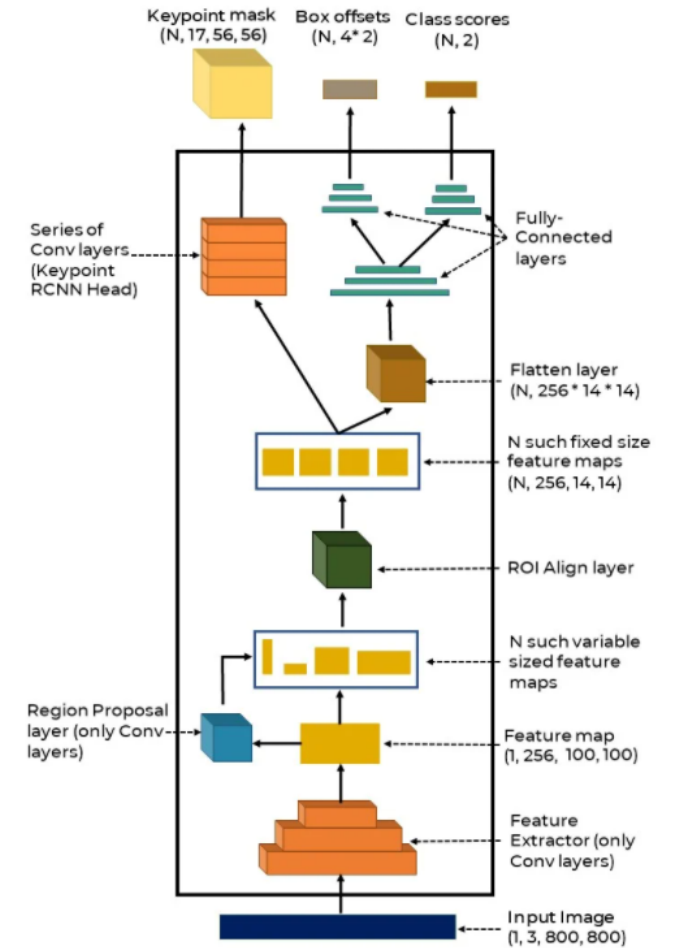 Keypoint mask
(N, 17, 56, 56)
Box offsets
(N, 4* 2)
Class scores
(N, 2)
Series of
Conv layers
(Keypoint
RCNN Head)
Fully-
Connected
layers
Flatten layer
(N, 256 * 14 * 14)
N such fixed size
feature maps
(N, 256, 14, 14)
ROI Align layer
N such variable
sized feature
maps
Region Proposal
layer (only Conv
layers)
Feature map
(1, 256, 100, 100)
Feature
Extractor (only
Conv layers)
Input Image
(1, 3, 800, 800)